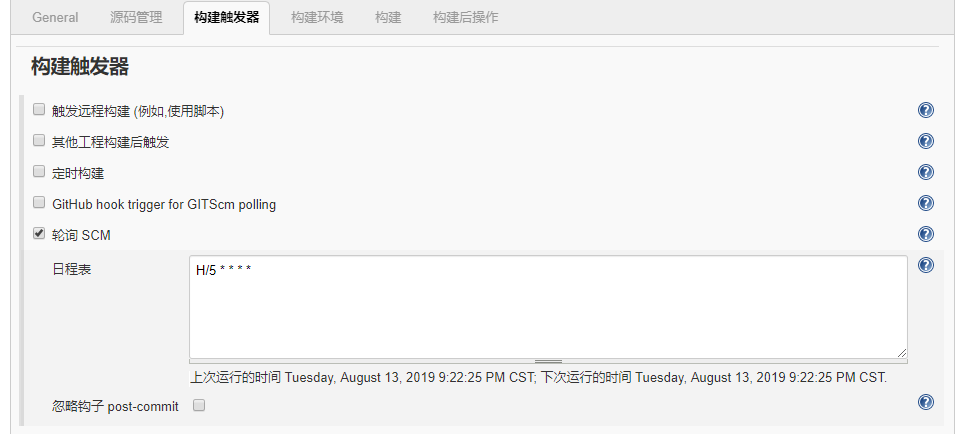 General 源码管理 构建触发器 构建环境 构建 构建后操作
构建触发器
触发远程构建 (例如,使用脚本)
其他工程构建后触发
定时构建
GitHub hook trigger for GITScm polling
轮询 SCM
日程表
H/5 * * * *
上次运行的时间 Tuesday, August 13, 2019 9:22:25 PM CST; 下次运行的时间 Tuesday, August 13, 2019 9:22:25 PM CST.
忽略钩子 post-commit